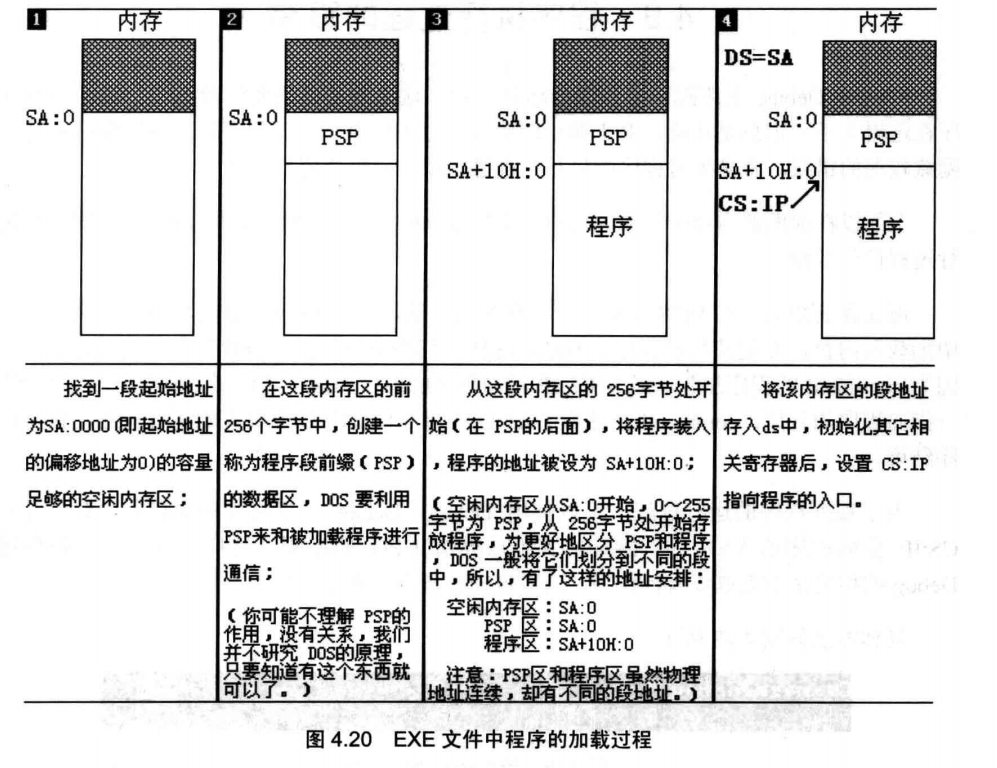 1 内存
SA:0
找到一段起始地址
为SA:0000(即起始地址
的偏移地址为0)的容量
足够的空闲内存区；
2 内存
SA:0
PSP
在这段内存区的前
256个字节中，创建一个
称为程序段前缀（PSP）
的数据区，DOS 要利用
PSP来和被加载程序进行
通信；
（你可能不理解 PSP的
作用，没有关系，我们
并不研究 DOS的原理，
只要知道有这个东西就
可以了。）
3 内存
SA:0
PSP
SA+10H:0
程序
从这段内存区的 256字节处开
始（在 PSP的后面），将程序装入
，程序的地址被设为 SA+10H:0；
（空闲内存区从SA:0开始，0～255
字节为 PSP，从 256字节处开始存
放程序，为更好地区分 PSP和程序
，DOS 一般将它们划分到不同的段
中，所以，有了这样的地址安排：
空闲内存区：SA:0
PSP 区：SA:0
程序区：SA+10H:0
注意：PSP区和程序区虽然物理
地址连续，却有不同的段地址。）
4 内存
DS=SA
SA:0
PSP
SA+10H:0
CS:IP
程序
将该内存区的段地址
存入ds中，初始化其它相
关寄存器后，设置 CS:IP
指向程序的入口。
图 4.20 EXE 文件中程序的加载过程